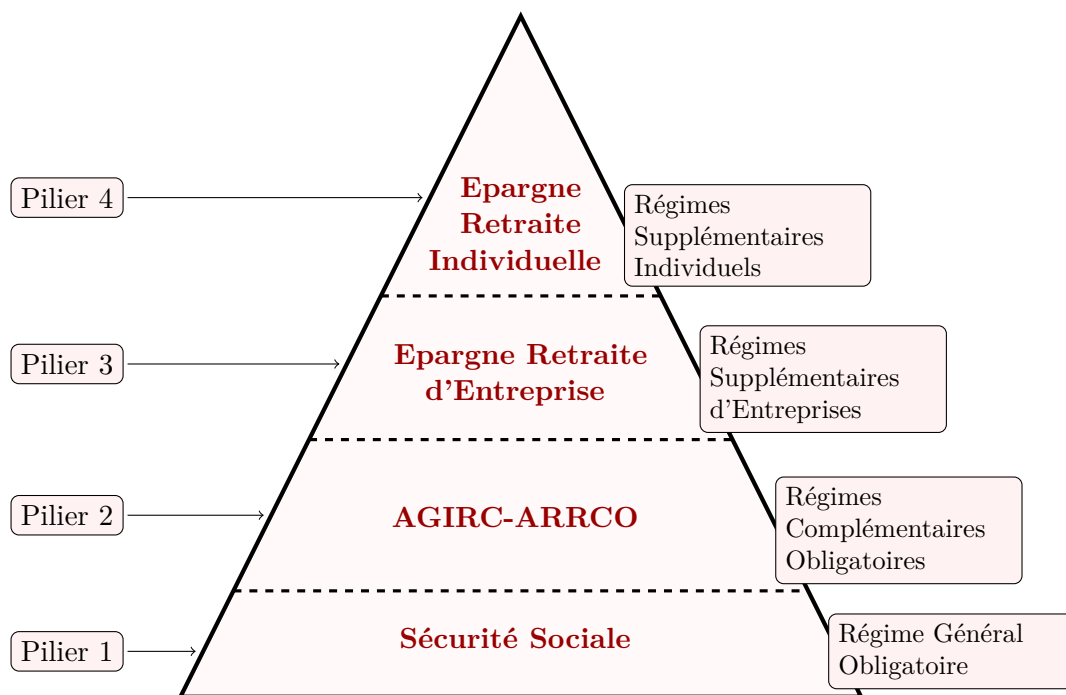 Pilier 4
Epargne
Retraite
Individuelle
Régimes
Supplémentaires
Individuels
Pilier 3
Epargne Retraite
d'Entreprise
Régimes
Supplémentaires
d'Entreprises
Pilier 2
AGIRC-ARRCO
Régimes
Complémentaires
Obligatoires
Pilier 1
Sécurité Sociale
Régime Général
Obligatoire